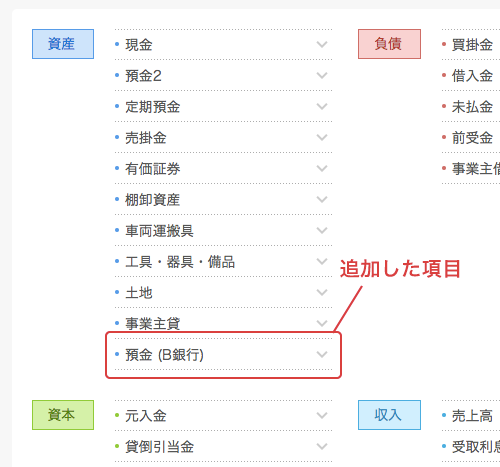 資産
現金
預金2
定期預金
売掛金
有価証券
棚卸資産
車両運搬具
工具・器具・備品
土地
事業主貸
預金 (B銀行)
追加した項目
負債
買掛金
借入金
未払金
前受金
事業主借
資本
元入金
貸倒引当金
収入
売上高
受取利息